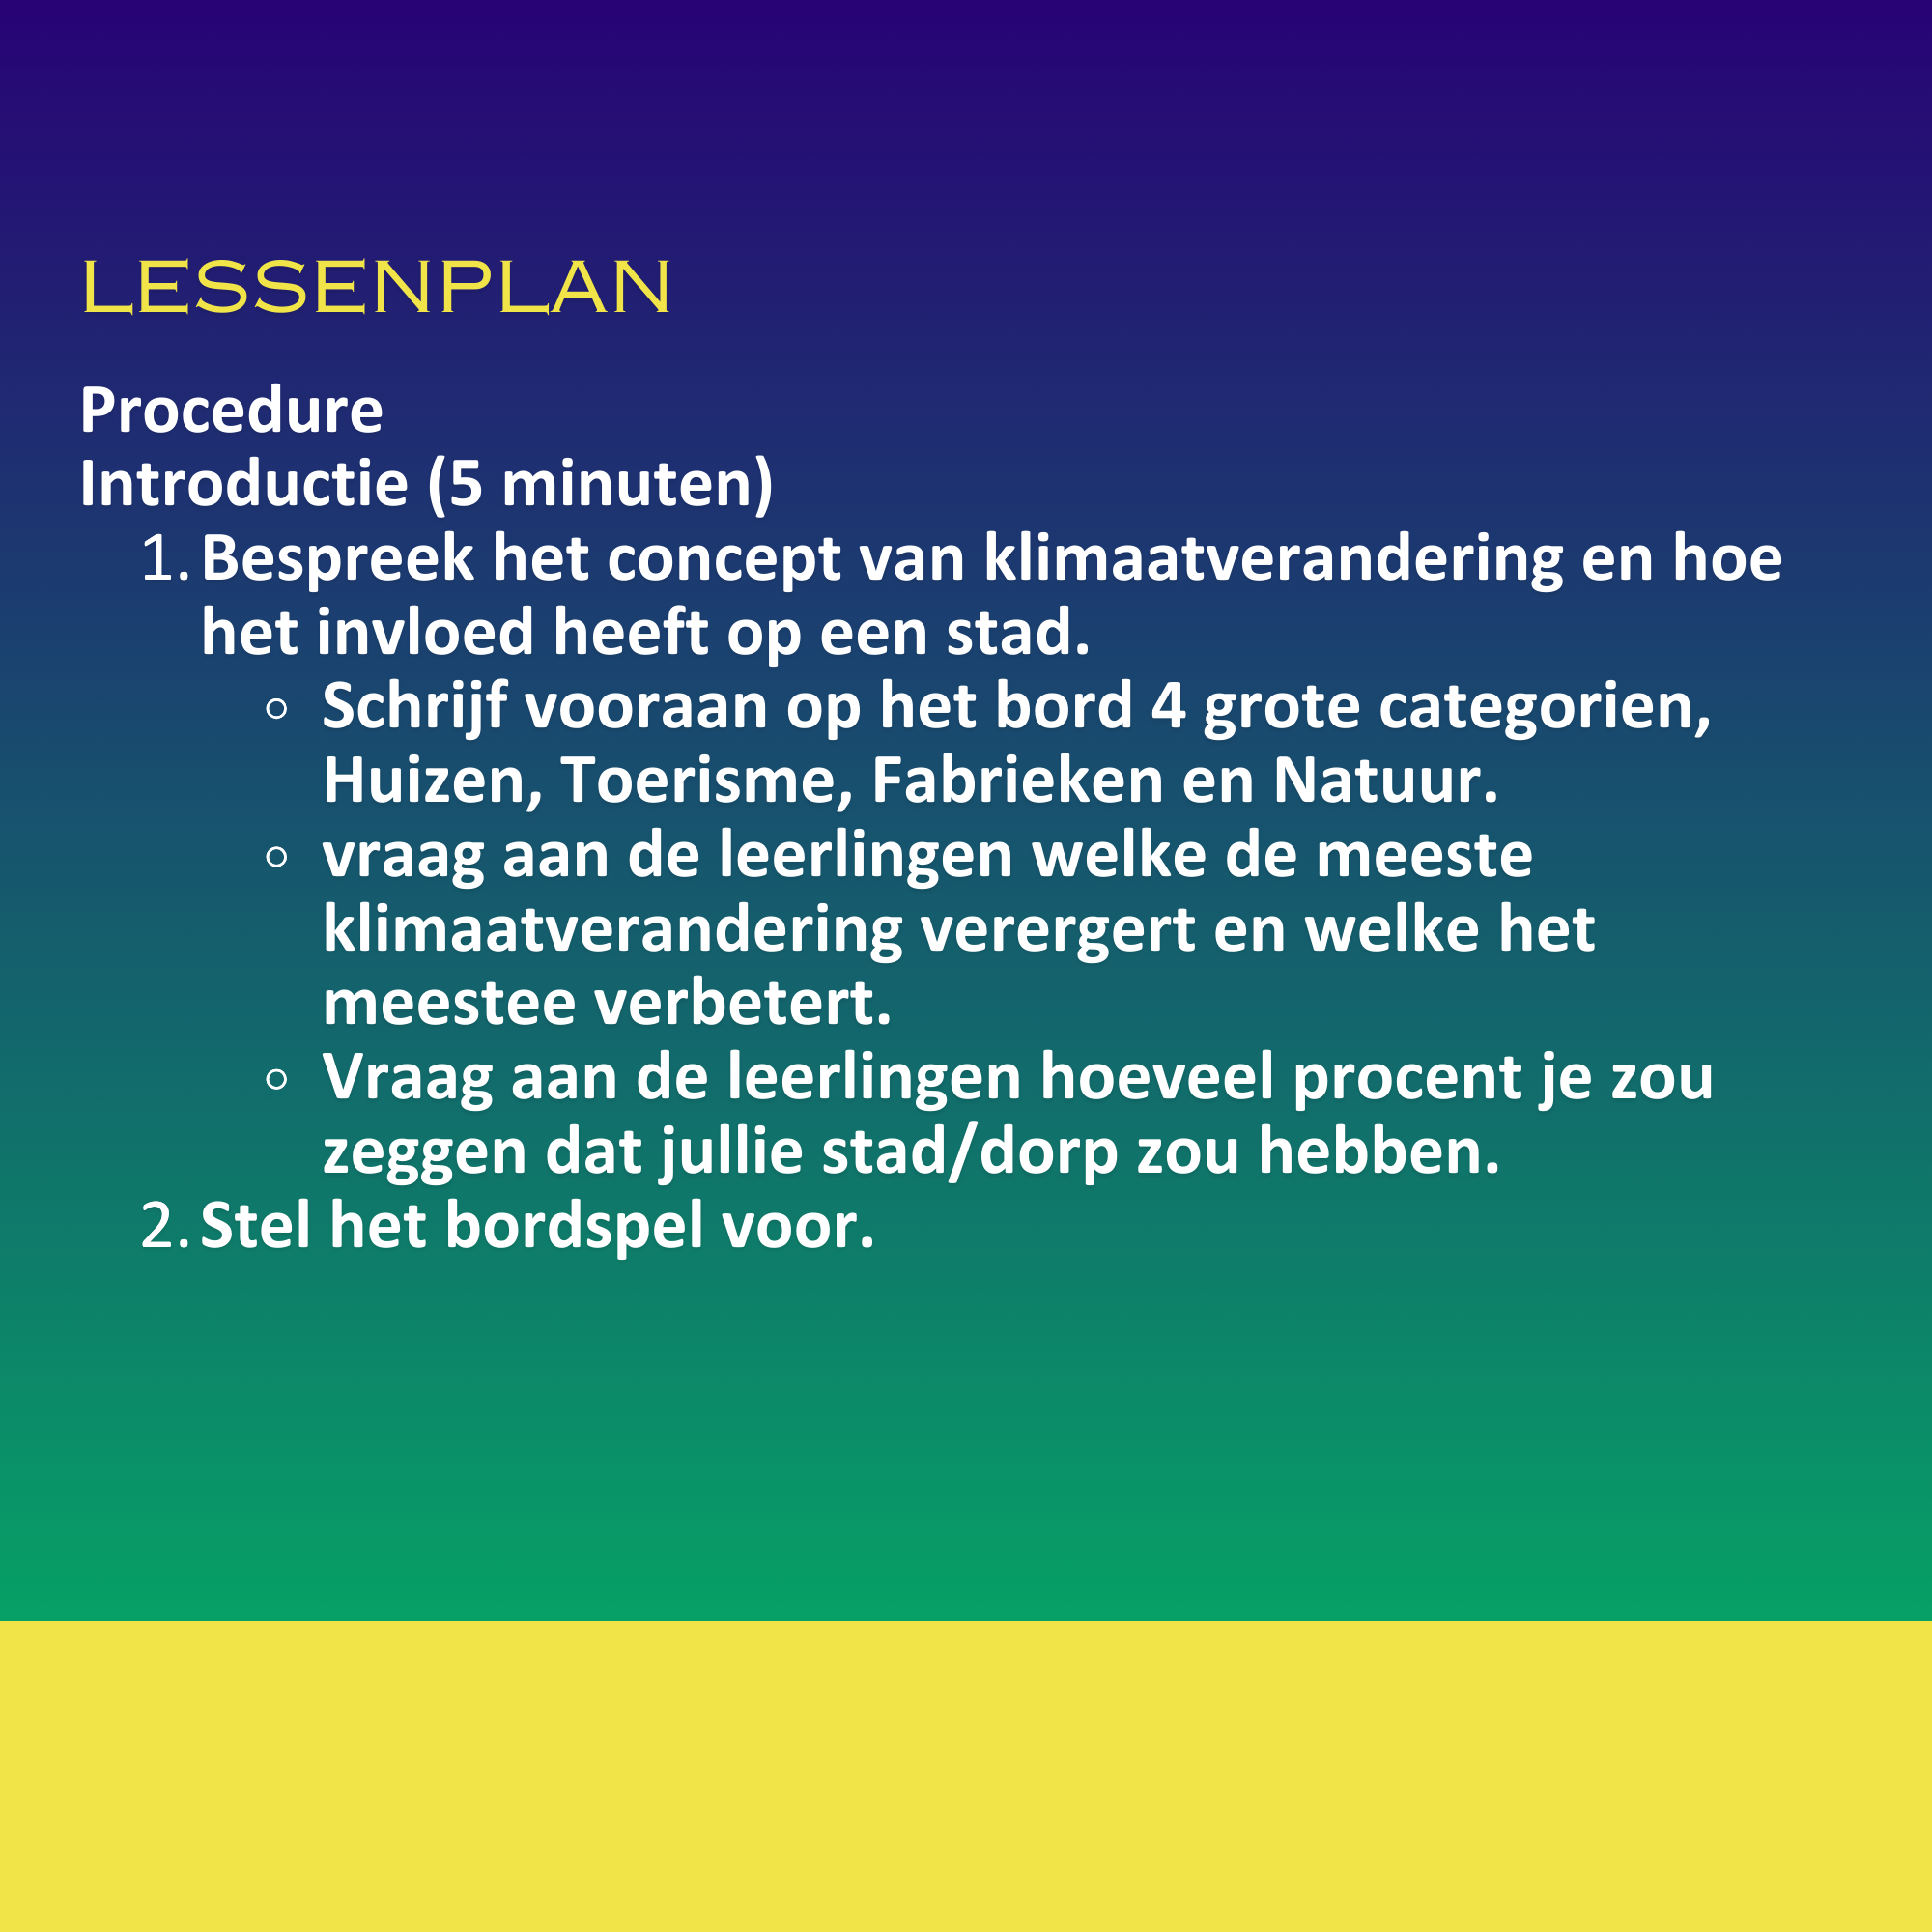 LESSENPLAN
Procedure
Introductie (5 minuten)
1. Bespreek het concept van klimaatverandering en hoe
het invloed heeft op een stad.
○ Schrijf vooraan op het bord 4 grote categorien,
Huizen, Toerisme, Fabrieken en Natuur.
○ vraag aan de leerlingen welke de meeste
klimaatverandering verergert en welke het
meestee verbetert.
○ Vraag aan de leerlingen hoeveel procent je zou
zeggen dat jullie stad/dorp zou hebben.
2. Stel het bordspel voor.